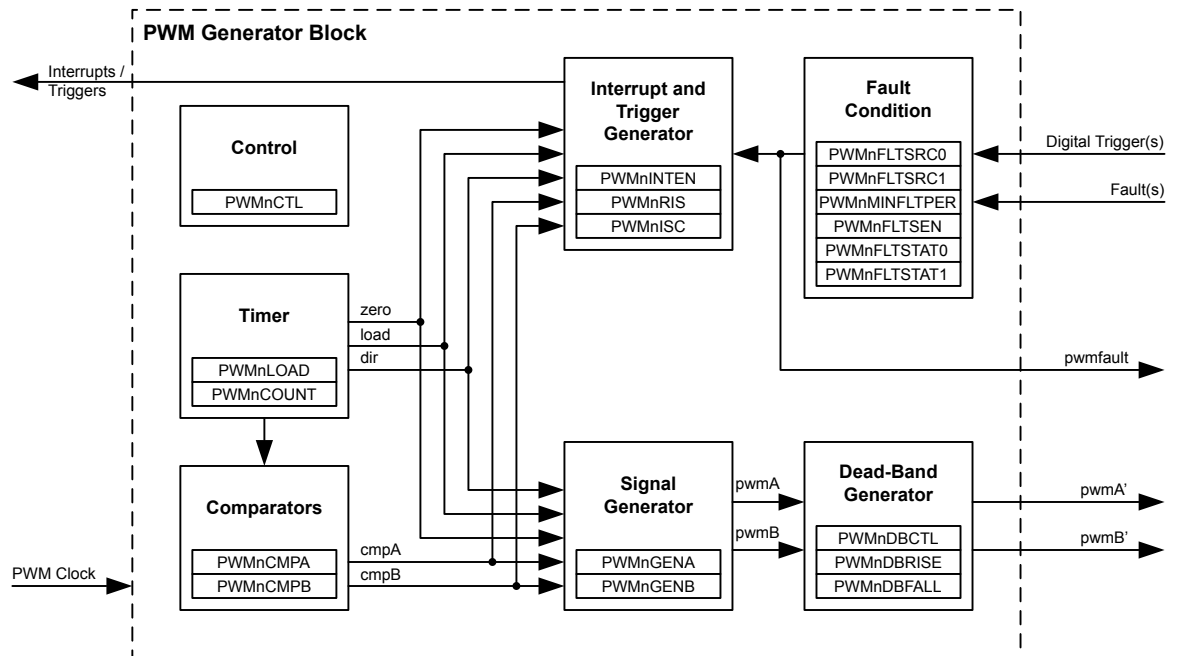 PWM Generator Block
Interrupts /
Triggers
Control
PWMnCTL
Interrupt and
Trigger
Generator
PWMnINTEN
PWMnRIS
PWMnISC
Fault
Condition
PWMnFLTSRC0
PWMnFLTSRC1
PWMnMINFLTPER
PWMnFLTSEN
PWMnFLTSTAT0
PWMnFLTSTAT1
Digital Trigger(s)
Fault(s)
Timer
PWMnLOAD
PWMnCOUNT
zero
load
dir
pwmfault
Comparators
PWMnCMPA
PWMnCMPB
cmpA
cmpB
PWM Clock
Signal
Generator
PWMnGENA
PWMnGENB
pwmA
pwmB
Dead-Band
Generator
PWMnDBCTL
PWMnDBRISE
PWMnDBFALL
pwmA’
pwmB’